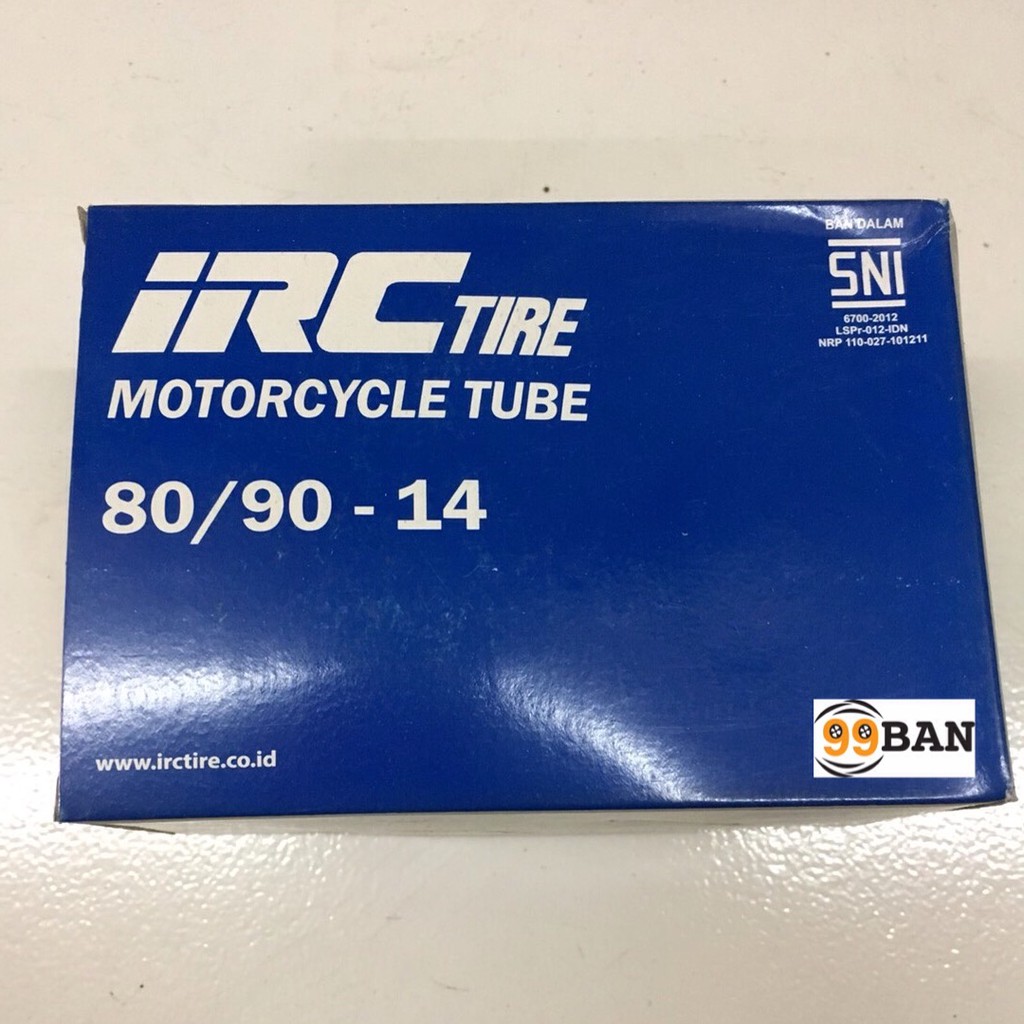 iRC TIRE
MOTORCYCLE TUBE
80/90 - 14
www.irctire.co.id
BAN DALAM
SNI
6700-2012
LSPr-012-IDN
NRP 110-027-101211
99BAN